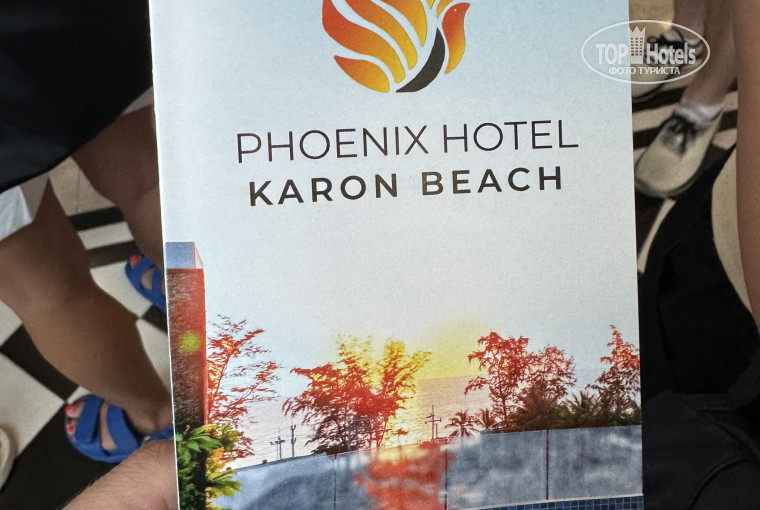 TOP Hotels
ФОТО ТУРИСТА
PHOENIX HOTEL
KARON BEACH